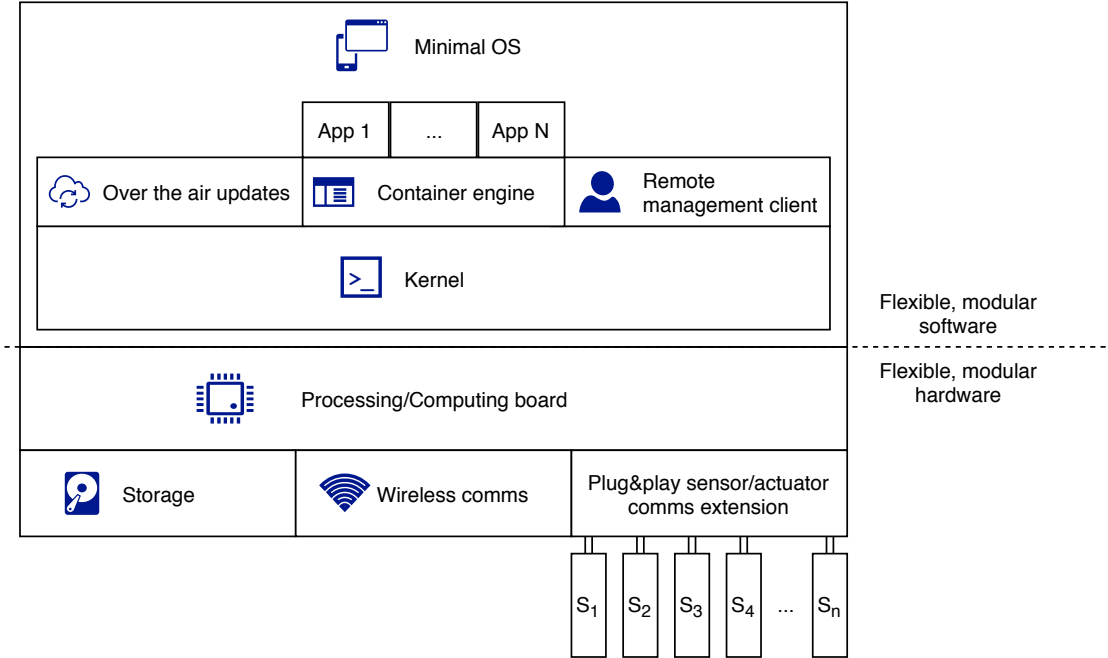 Minimal OS
App 1
...
App N
Over the air updates
Container engine
Remote
management client
>_
Kernel
Flexible, modular
software
Flexible, modular
hardware
Processing/Computing board
Storage
Wireless comms
Plug&play sensor/actuator
comms extension
S1
S2
S3
S4
...
Sn